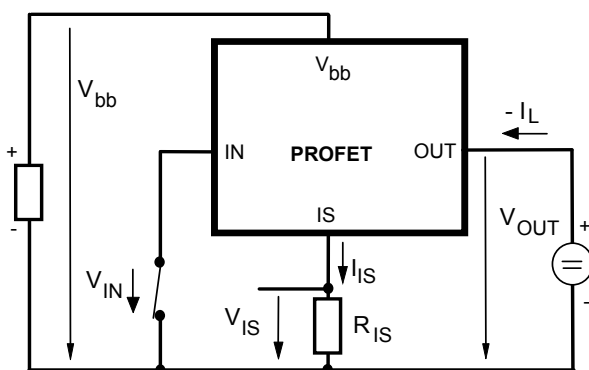 V_bb
V_bb
- I_L
IN
PROFET
OUT
IS
+
-
V_OUT
+
-
V_IN
I_IS
V_IS
R_IS